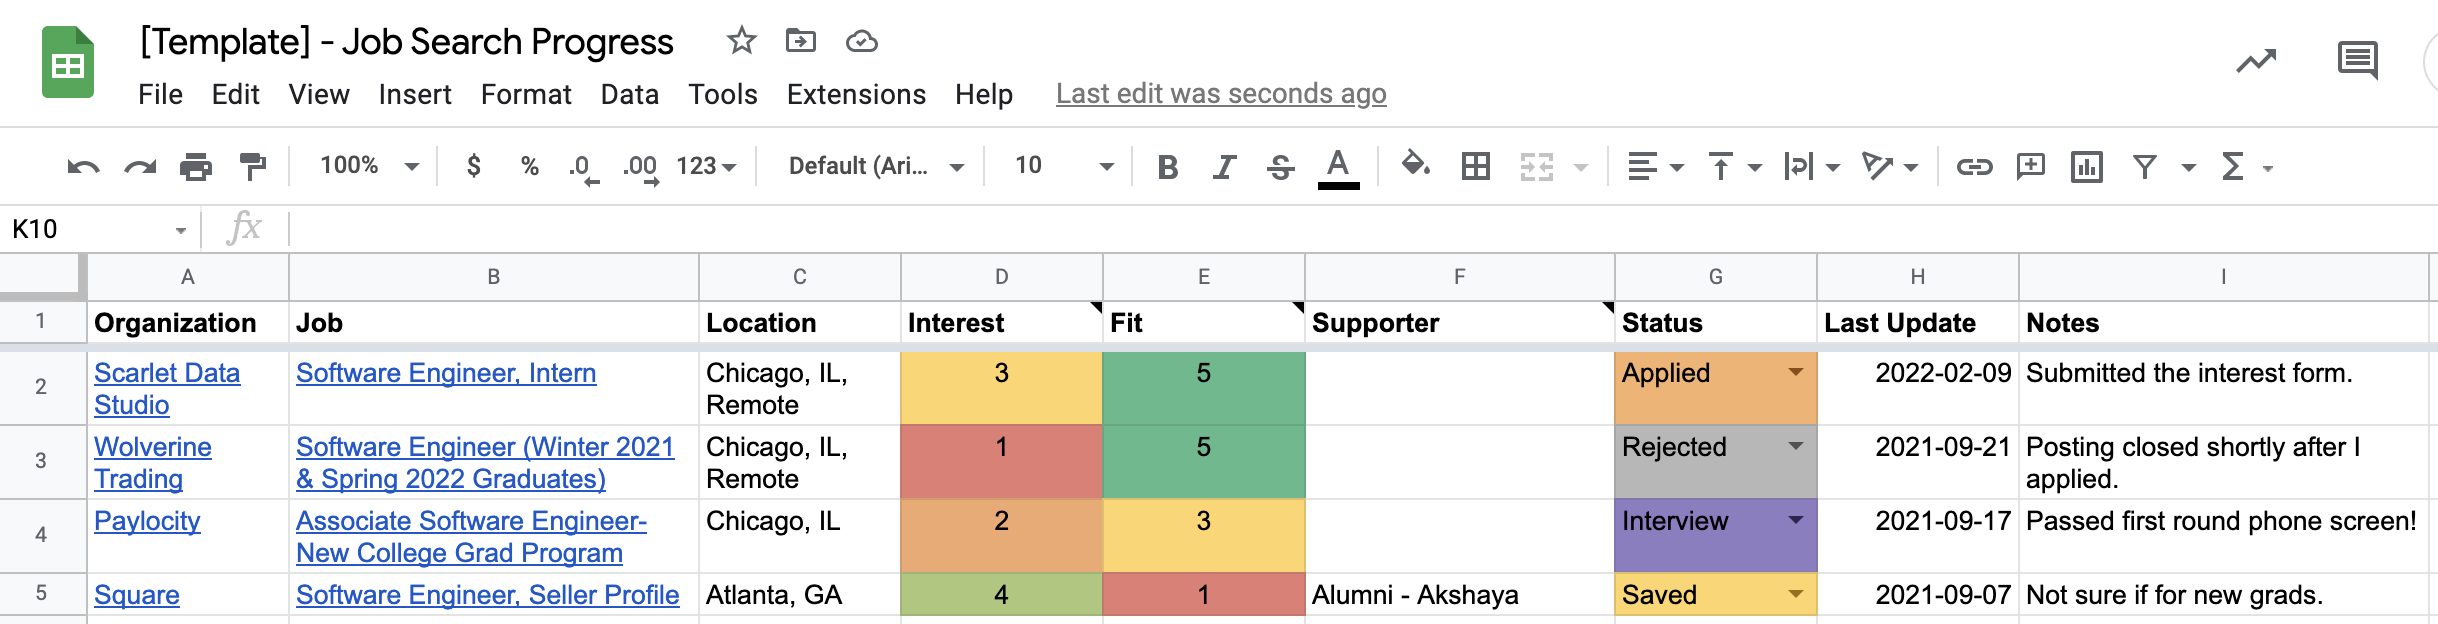 [Template] - Job Search Progress
File Edit View Insert Format Data Tools Extensions Help Last edit was seconds ago
100% $ % .0 .00 123 Default (Ari... 10 B I S A
K10 fx
A B C D E F G H I
1 Organization Job Location Interest Fit Supporter Status Last Update Notes
2 Scarlet Data Software Engineer, Intern Chicago, IL, 3 5 Applied 2022-02-09 Submitted the interest form.
Studio Remote
3 Wolverine Software Engineer (Winter 2021 Chicago, IL, 1 5 Rejected 2021-09-21 Posting closed shortly after I
Trading & Spring 2022 Graduates) Remote applied.
4 Paylocity Associate Software Engineer- Chicago, IL 2 3 Interview 2021-09-17 Passed first round phone screen!
New College Grad Program
5 Square Software Engineer, Seller Profile Atlanta, GA 4 1 Alumni - Akshaya Saved 2021-09-07 Not sure if for new grads.